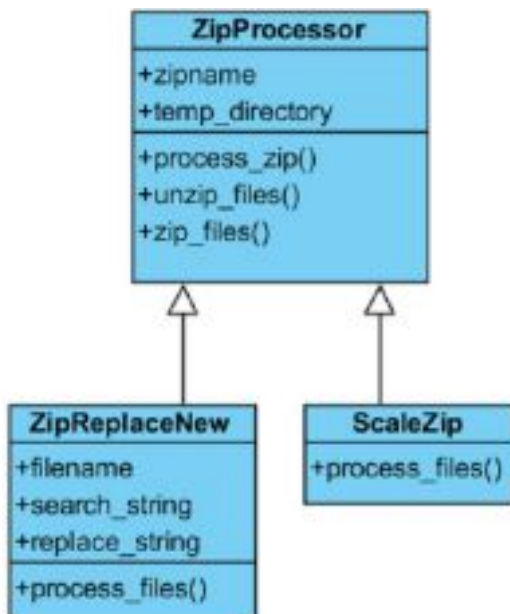 ZipProcessor
+zipname
+temp_directory
+process_zip()
+unzip_files()
+zip_files()
ZipReplaceNew
+filename
+search_string
+replace_string
+process_files()
ScaleZip
+process_files()